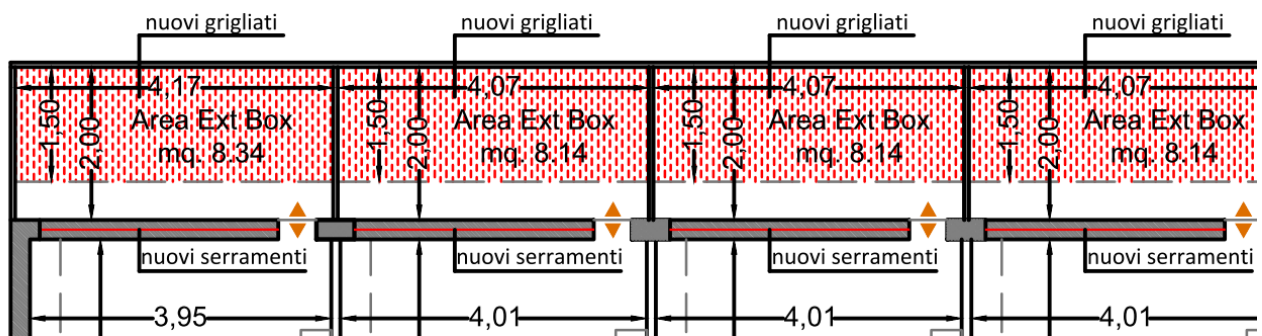 nuovi grigliati nuovi grigliati nuovi grigliati nuovi grigliati
4,17 4,07 4,07 4,07
1,50 2,00 Area Ext Box 1,50 2,00 Area Ext Box 1,50 2,00 Area Ext Box 1,50 2,00 Area Ext Box
mq. 8.34 mq. 8.14 mq. 8.14 mq. 8.14
nuovi serramenti nuovi serramenti nuovi serramenti nuovi serramenti
3,95 4,01 4,01 4,01